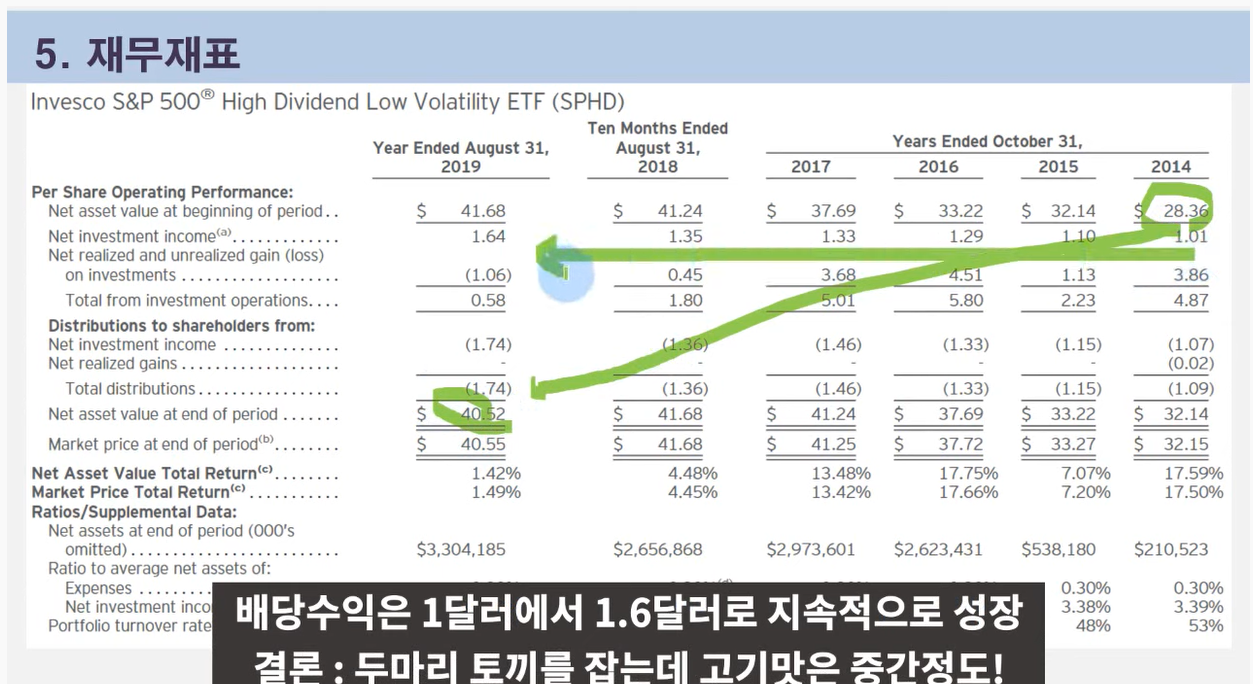 5. 재무재표
Invesco S&P 500® High Dividend Low Volatility ETF (SPHD)
Ten Months Ended
Year Ended August 31, August 31, Years Ended October 31,
2019 2018 2017 2016 2015 2014
Per Share Operating Performance:
Net asset value at beginning of period.. $ 41.68 $ 41.24 $ 37.69 $ 33.22 $ 32.14 $ 28.36
Net investment income(a)............. 1.64 1.35 1.33 1.29 1.10 1.01
Net realized and unrealized gain (loss)
on investments .................. (1.06) 0.45 3.68 4.51 1.13 3.86
Total from investment operations.... 0.58 1.80 5.01 5.80 2.23 4.87
Distributions to shareholders from:
Net investment income .............. (1.74) (1.36) (1.46) (1.33) (1.15) (1.07)
Net realized gains ................... - - - - - (0.02)
Total distributions................. (1.74) (1.36) (1.46) (1.33) (1.15) (1.09)
Net asset value at end of period ....... $ 40.52 $ 41.68 $ 41.24 $ 37.69 $ 33.22 $ 32.14
Market price at end of period(b)......... $ 40.55 $ 41.68 $ 41.25 $ 37.72 $ 33.27 $ 32.15
Net Asset Value Total Return(c)........ 1.42% 4.48% 13.48% 17.75% 7.07% 17.59%
Market Price Total Return(c)........... 1.49% 4.45% 13.42% 17.66% 7.20% 17.50%
Ratios/Supplemental Data:
Net assets at end of period (000's
omitted)......................... $3,304,185 $2,656,868 $2,973,601 $2,623,431 $538,180 $210,523
Ratio to average net assets of:
Expenses ........ 0.30% 0.30%
Net investment 3.38% 3.39%
Portfolio turnover rate 48% 53%
배당수익은 1달러에서 1.6달러로 지속적으로 성장
결론 : 두마리 토끼를 잡는데 고기맛은 중간정도!